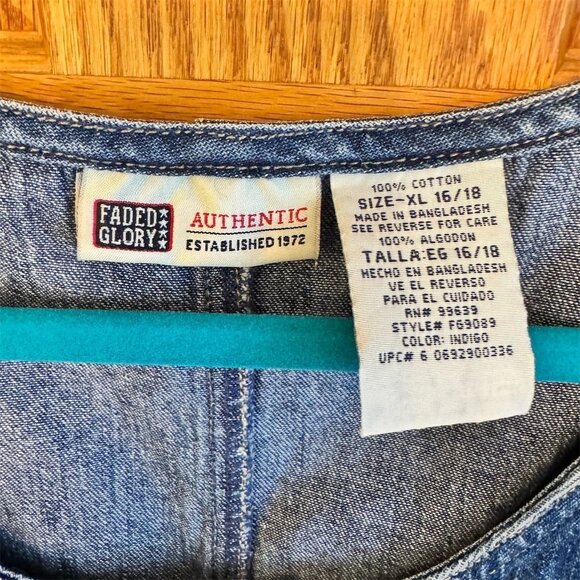 FADED
GLORY
AUTHENTIC
ESTABLISHED 1972
100% COTTON
SIZE-XL 16/18
MADE IN BANGLADESH
SEE REVERSE FOR CARE
100% ALGODON
TALLA:EG 16/18
HECHO EN BANGLADESH
VE EL REVERSO
PARA EL CUIDADO
RN# 99639
STYLE# FG9089
COLOR: INDIGO
UPC# 6 0692900336